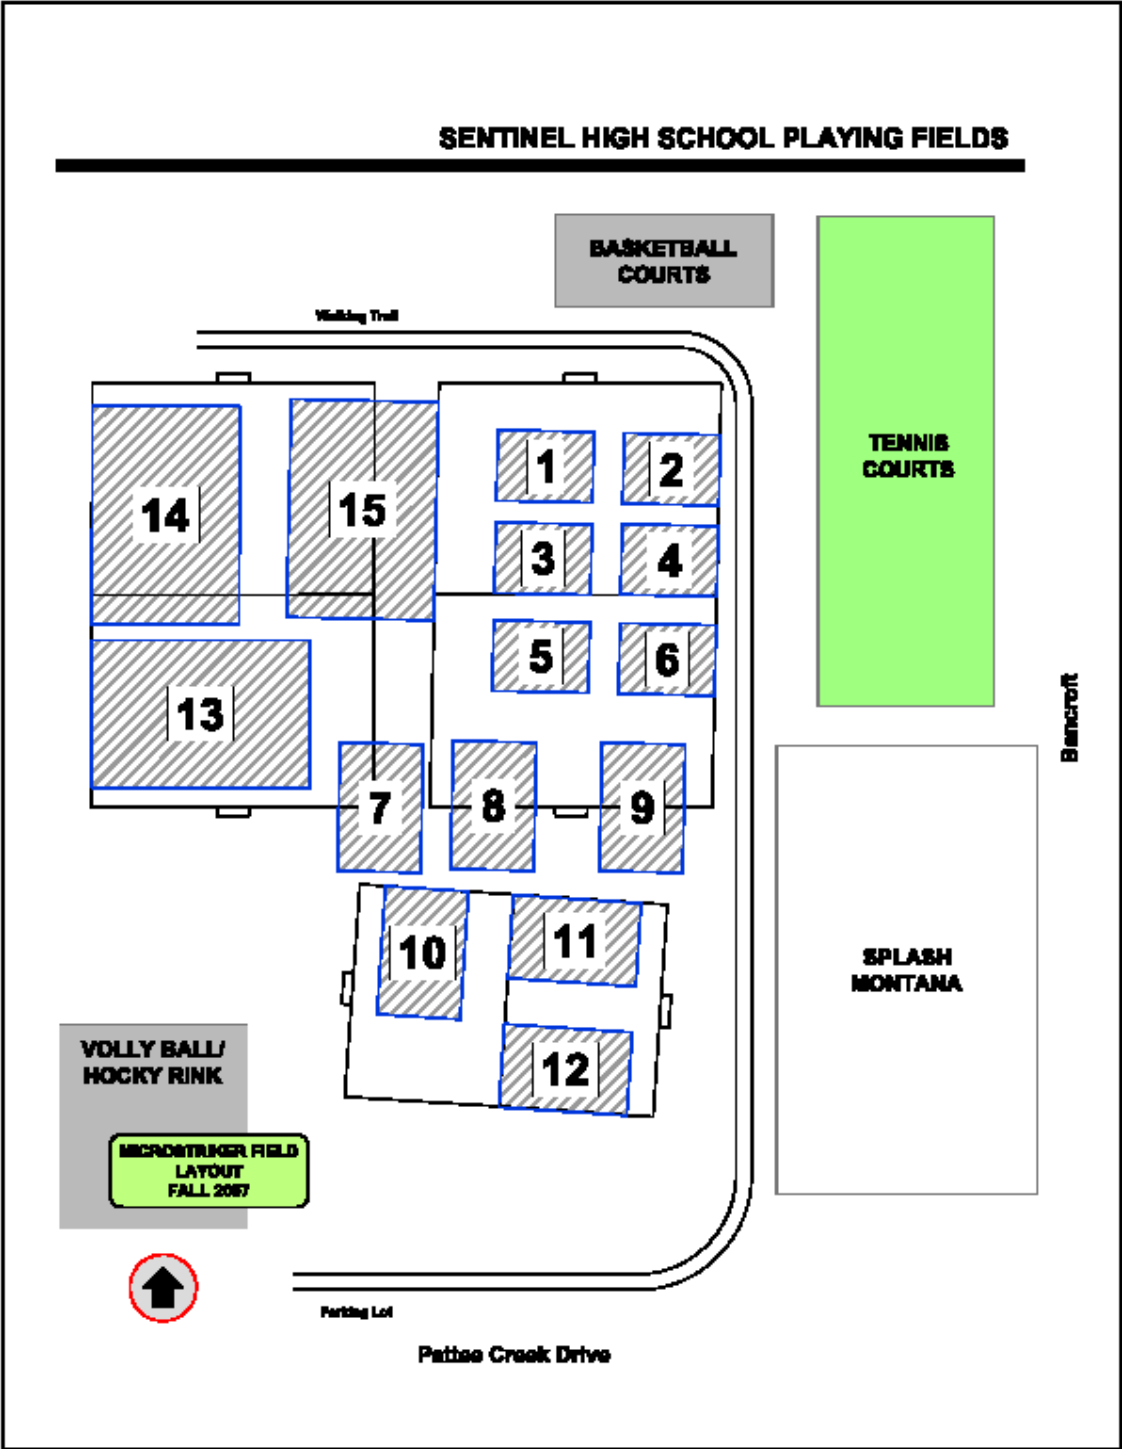 SENTINEL HIGH SCHOOL PLAYING FIELDS
BASKETBALL
COURTS
Walking Trail
TENNIS
COURTS
1
2
14
15
3
4
5
6
13
Bancroft
7
8
9
10
11
12
SPLASH
MONTANA
VOLLY BALL/
HOCKY RINK
MICROSTRIKER FIELD
LAYOUT
FALL 2007
Parking Lot
Pattee Creek Drive